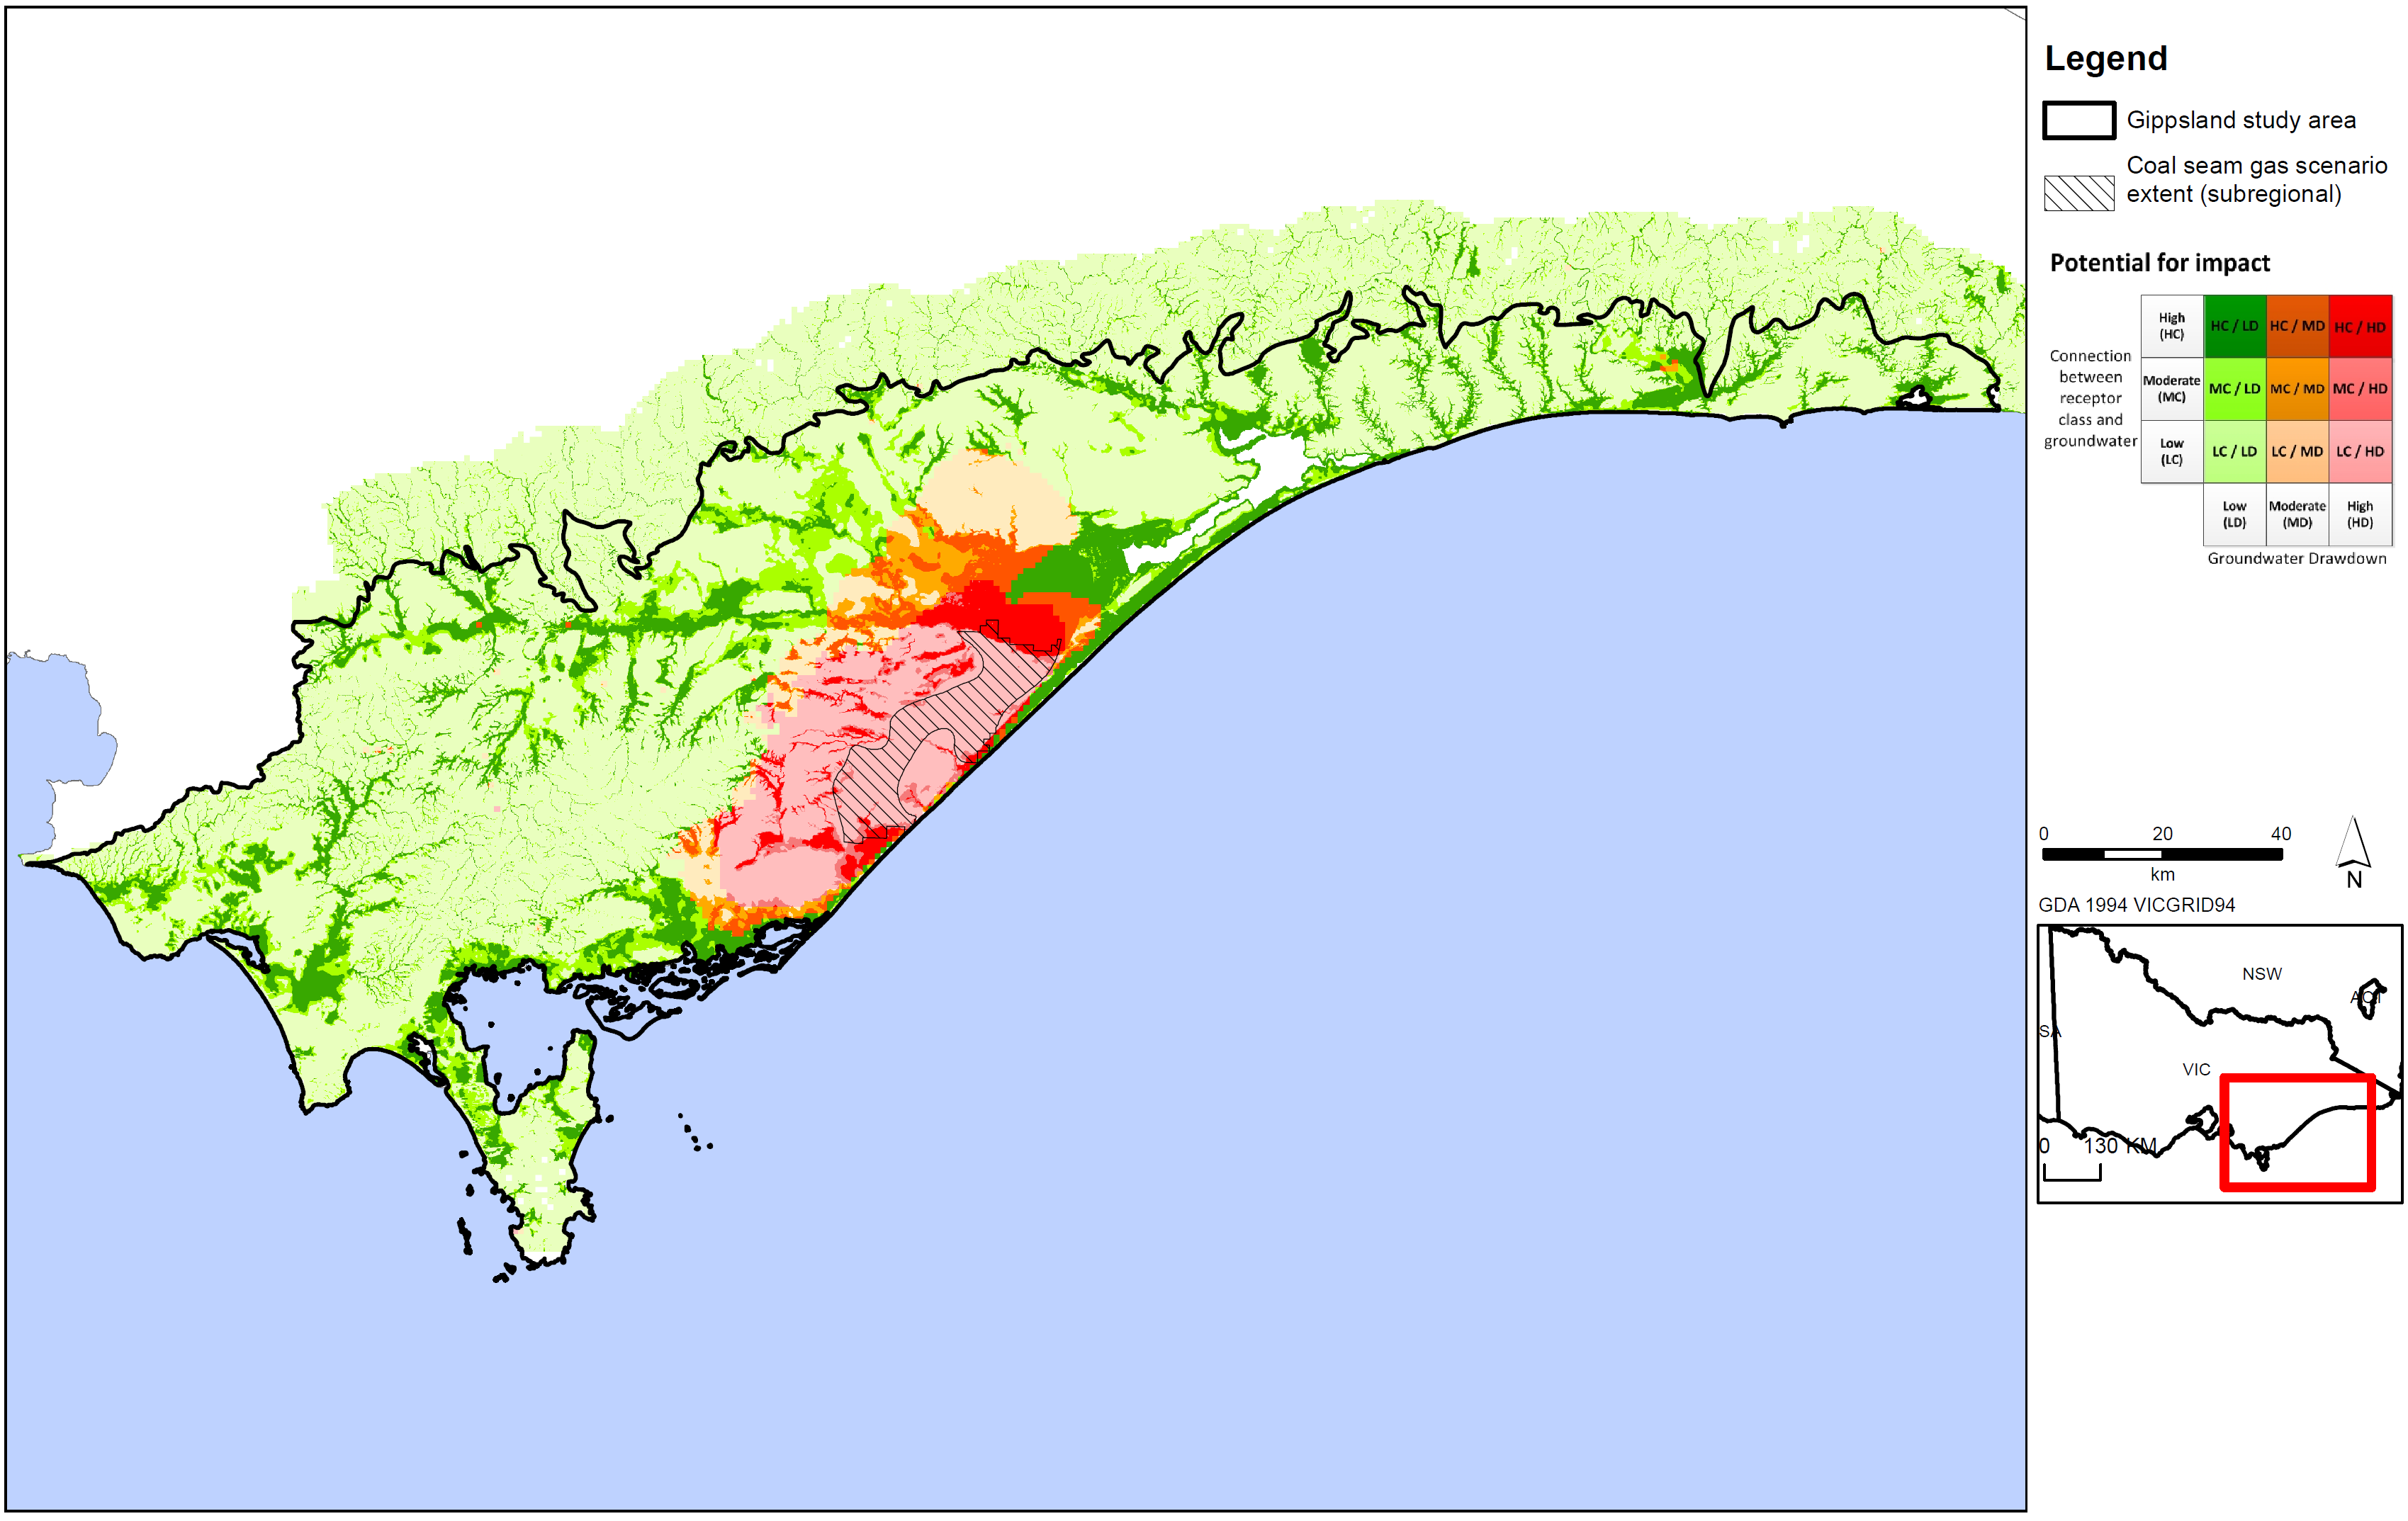 Legend
Gippsland study area
Coal seam gas scenario
extent (subregional)
Potential for impact
Connection
between
receptor
class and
groundwater
High
(HC)
HC / LD
HC / MD
HC / HD
Moderate
(MC)
MC / LD
MC / MD
MC / HD
Low
(LC)
LC / LD
LC / MD
LC / HD
Low
(LD)
Moderate
(MD)
High
(HD)
Groundwater Drawdown
0 20 40
km
N
GDA 1994 VICGRID94
NSW
ACT
SA
VIC
0 130 KM